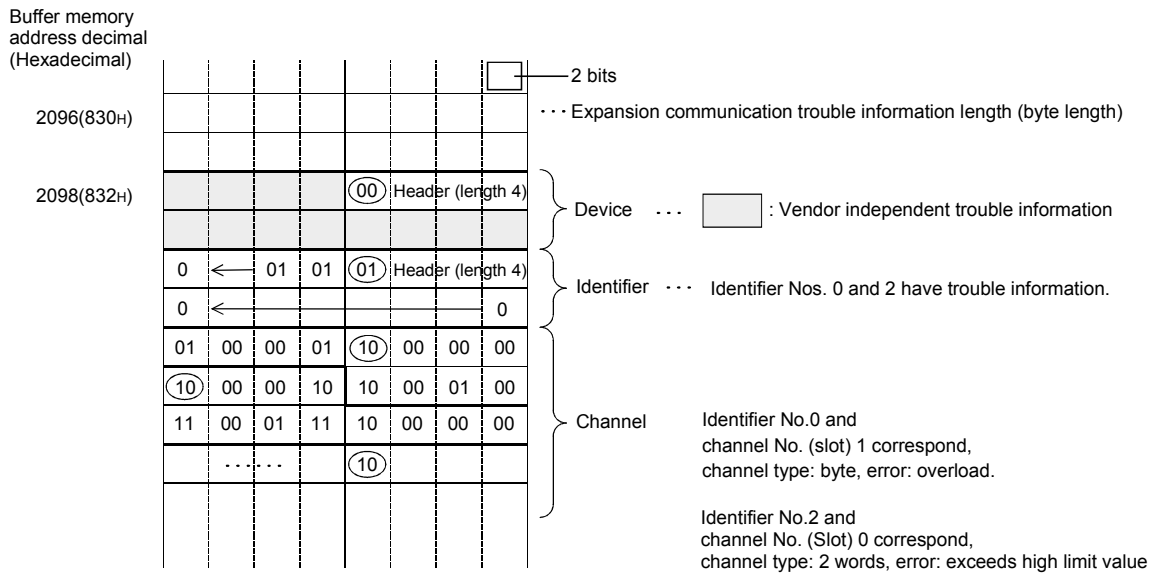 Buffer memory
address decimal
(Hexadecimal)
2 bits
2096(830H)
··· Expansion communication trouble information length (byte length)
2098(832H)
00 Header (length 4)
Device ··· : Vendor independent trouble information
0 ← 01 01 01 Header (length 4)
Identifier ··· Identifier Nos. 0 and 2 have trouble information.
0 ← 0
01 00 00 01 10 00 00 00
10 00 00 10 10 00 01 00
11 00 01 11 10 00 00 00
Channel
Identifier No.0 and
channel No. (slot) 1 correspond,
channel type: byte, error: overload.
······ 10
Identifier No.2 and
channel No. (Slot) 0 correspond,
channel type: 2 words, error: exceeds high limit value